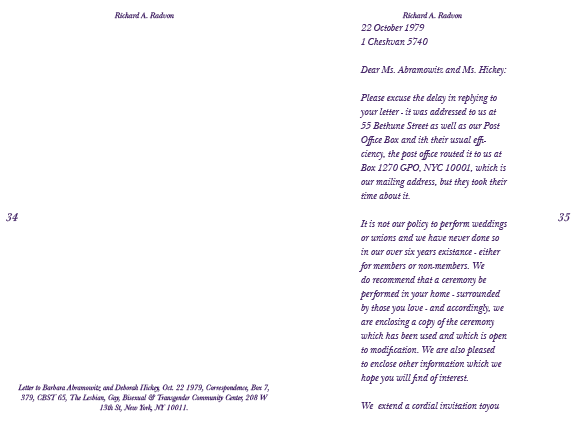 Richard A. Radvon
34
Letter to Barbara Abramowitz and Deborah Hickey, Oct. 22 1979, Correspondence, Box 7,
379, CBST 65, The Lesbian, Gay, Bisexual & Transgender Community Center, 208 W
13th St, New York, NY 10011.
Richard A. Radvon
22 October 1979
1 Cheshvan 5740
Dear Ms. Abramowitz and Ms. Hickey:
Please excuse the delay in replying to
your letter - it was addressed to us at
55 Bethune Street as well as our Post
Office Box and ith their usual effi-
ciency, the post office routed it to us at
Box 1270 GPO, NYC 10001, which is
our mailing address, but they took their
time about it.
It is not our policy to perform weddings
or unions and we have never done so
in our over six years existance - either
for members or non-members. We
do recommend that a ceremony be
performed in your home - surrounded
by those you love - and accordingly, we
are enclosing a copy of the ceremony
which has been used and which is open
to modification. We are also pleased
to enclose other information which we
hope you will find of interest.
We extend a cordial invitation toyou
35